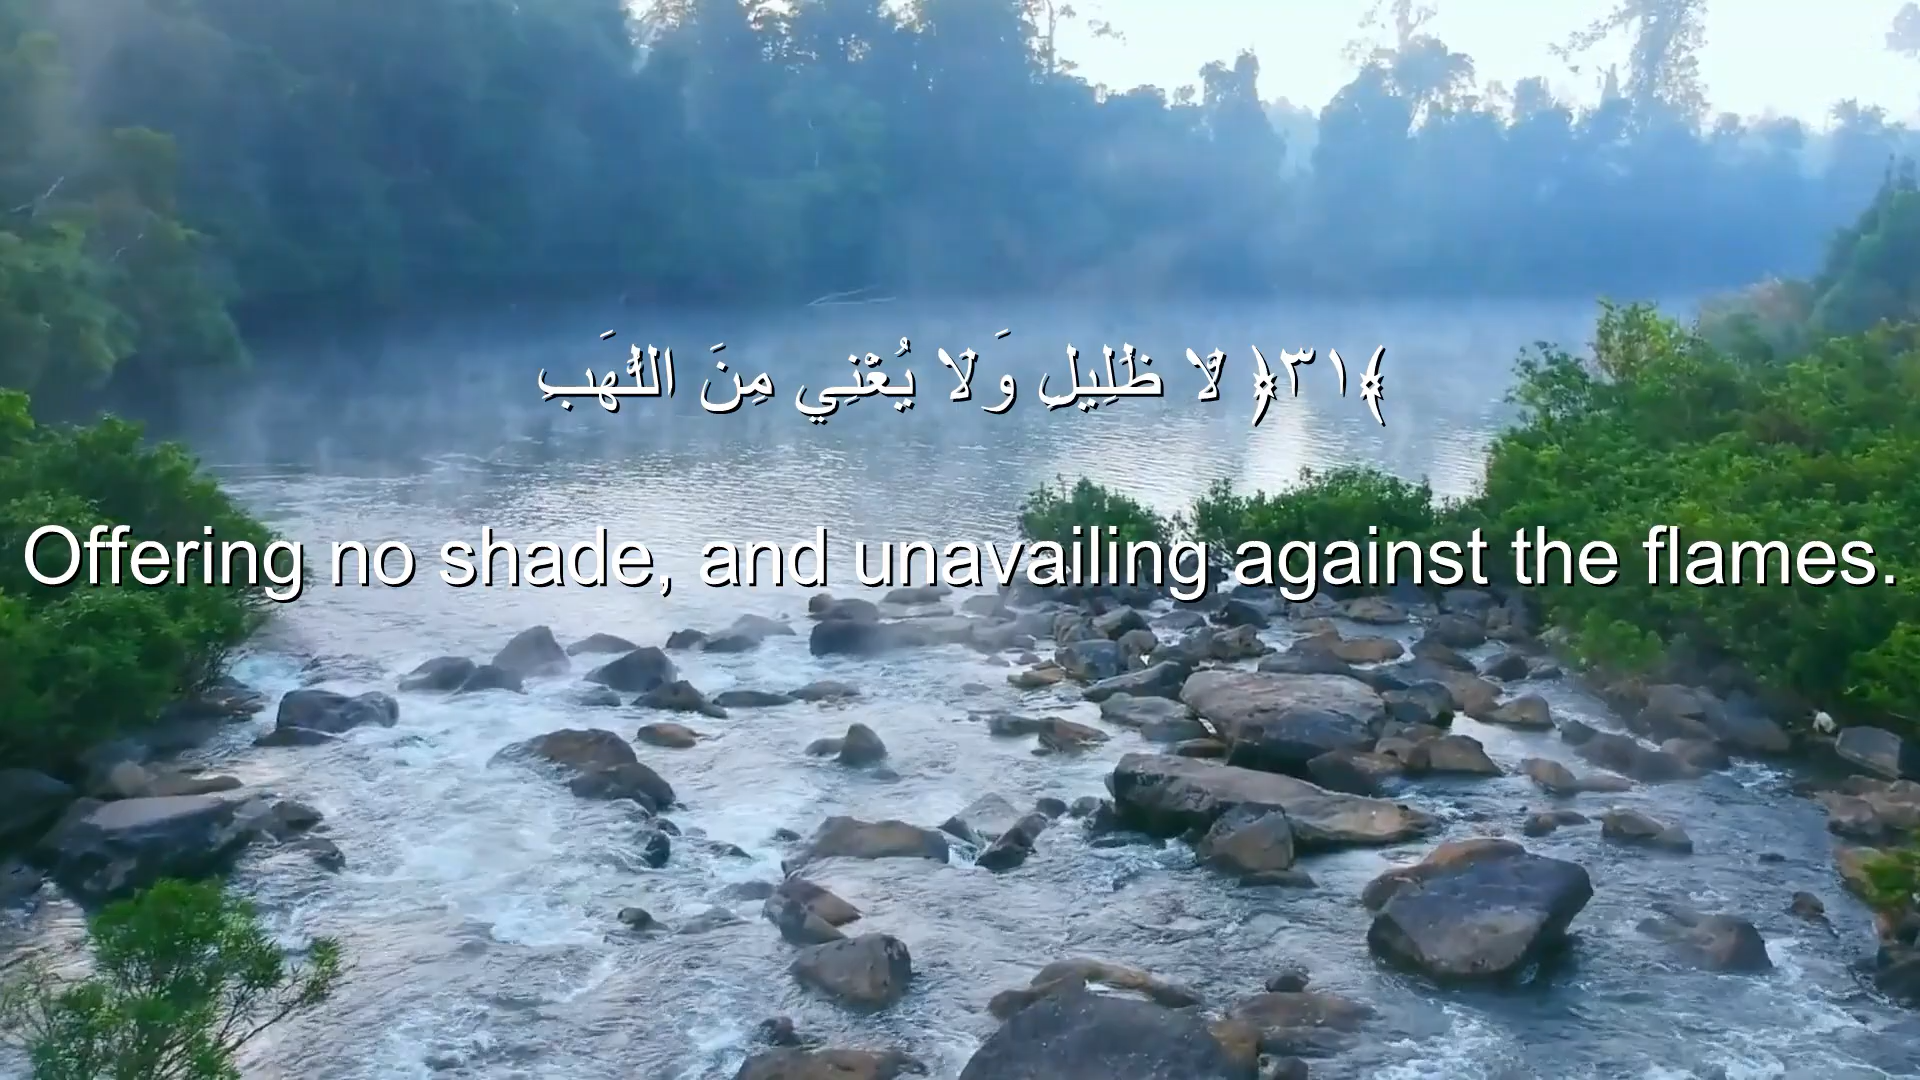 لَّا ظَلِيلٍ وَلَا يُغْنِي مِنَ اللَّهَبِ ﴿٣١﴾
Offering no shade, and unavailing against the flames.